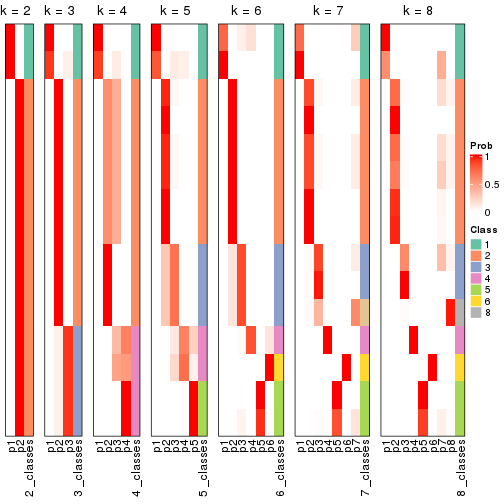 k = 2 k = 3 k = 4 k = 5 k = 6 k = 7 k = 8
Prob
1
0.5
0
Class
1
2
3
4
5
6
7
8
p1 p2 2_classes
p1 p2 p3 3_classes
p1 p2 p3 p4 4_classes
p1 p2 p3 p4 p5 5_classes
p1 p2 p3 p4 p5 p6 6_classes
p1 p2 p3 p4 p5 p6 p7 7_classes
p1 p2 p3 p4 p5 p6 p7 p8 8_classes